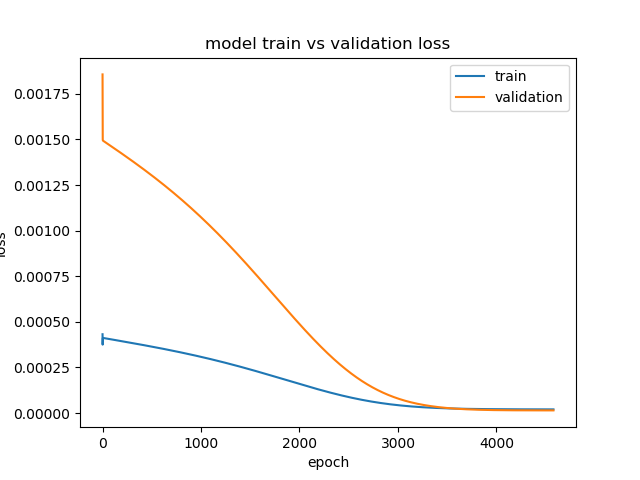 model train vs validation loss
train
validation
0.00175
0.00150
0.00125
0.00100
0.00075
0.00050
0.00025
0.00000
loss
0 1000 2000 3000 4000
epoch